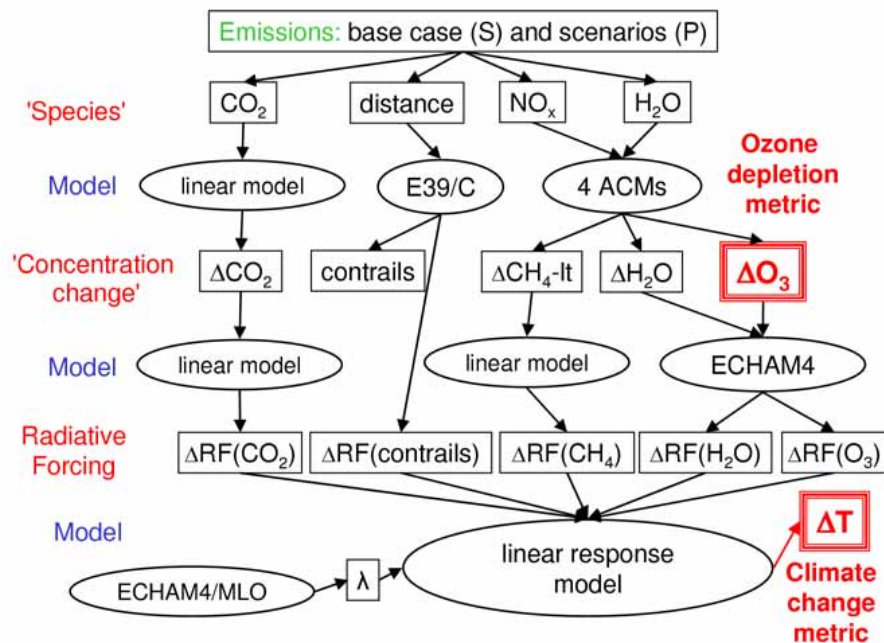 Emissions: base case (S) and scenarios (P)
'Species'
CO₂
distance
NOₓ
H₂O
Model
linear model
E39/C
4 ACMs
Ozone
depletion
metric
'Concentration
change'
ΔCO₂
contrails
ΔCH₄-lt
ΔH₂O
ΔO₃
Model
linear model
linear model
ECHAM4
Radiative
Forcing
ΔRF(CO₂)
ΔRF(contrails)
ΔRF(CH₄)
ΔRF(H₂O)
ΔRF(O₃)
Model
ECHAM4/MLO
λ
linear response
model
ΔT
Climate
change
metric